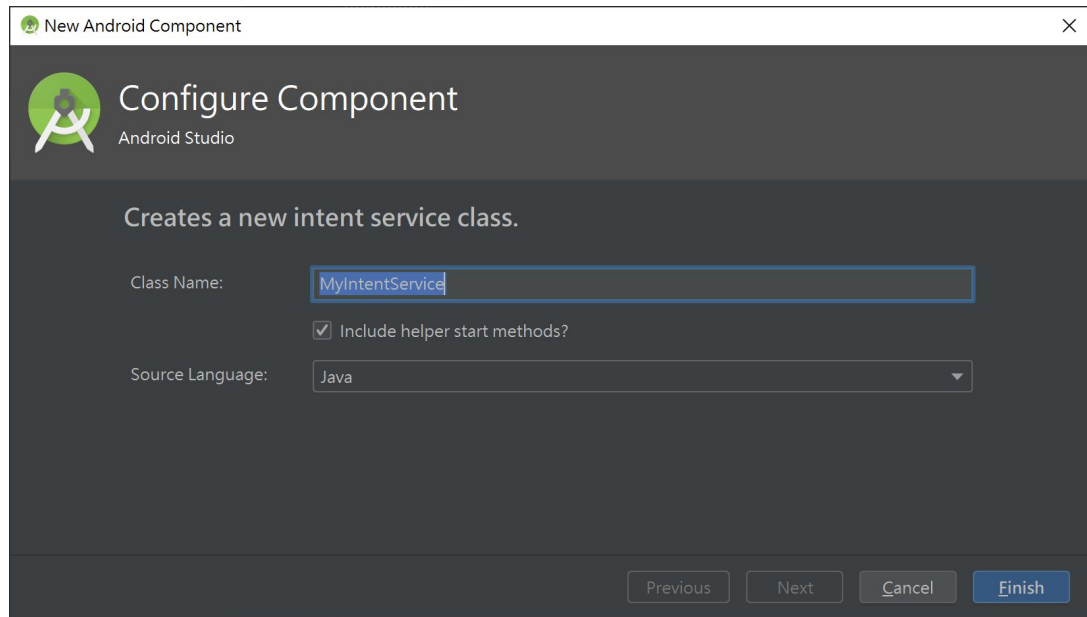 New Android Component
Configure Component
Android Studio
Creates a new intent service class.
Class Name: MyIntentService
Include helper start methods?
Source Language: Java
Previous Next Cancel Finish